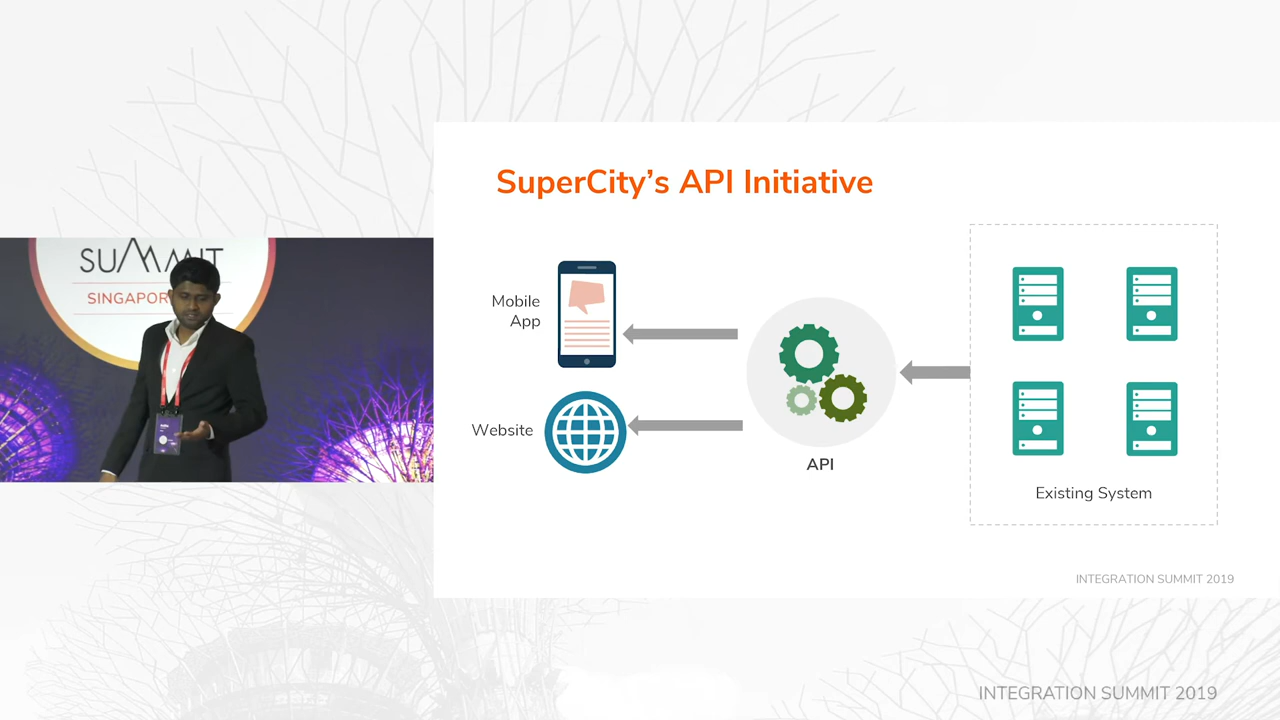 SUMMIT
SINGAPOR
SuperCity's API Initiative
Mobile
App
Website
API
Existing System
INTEGRATION SUMMIT 2019
INTEGRATION SUMMIT 2019